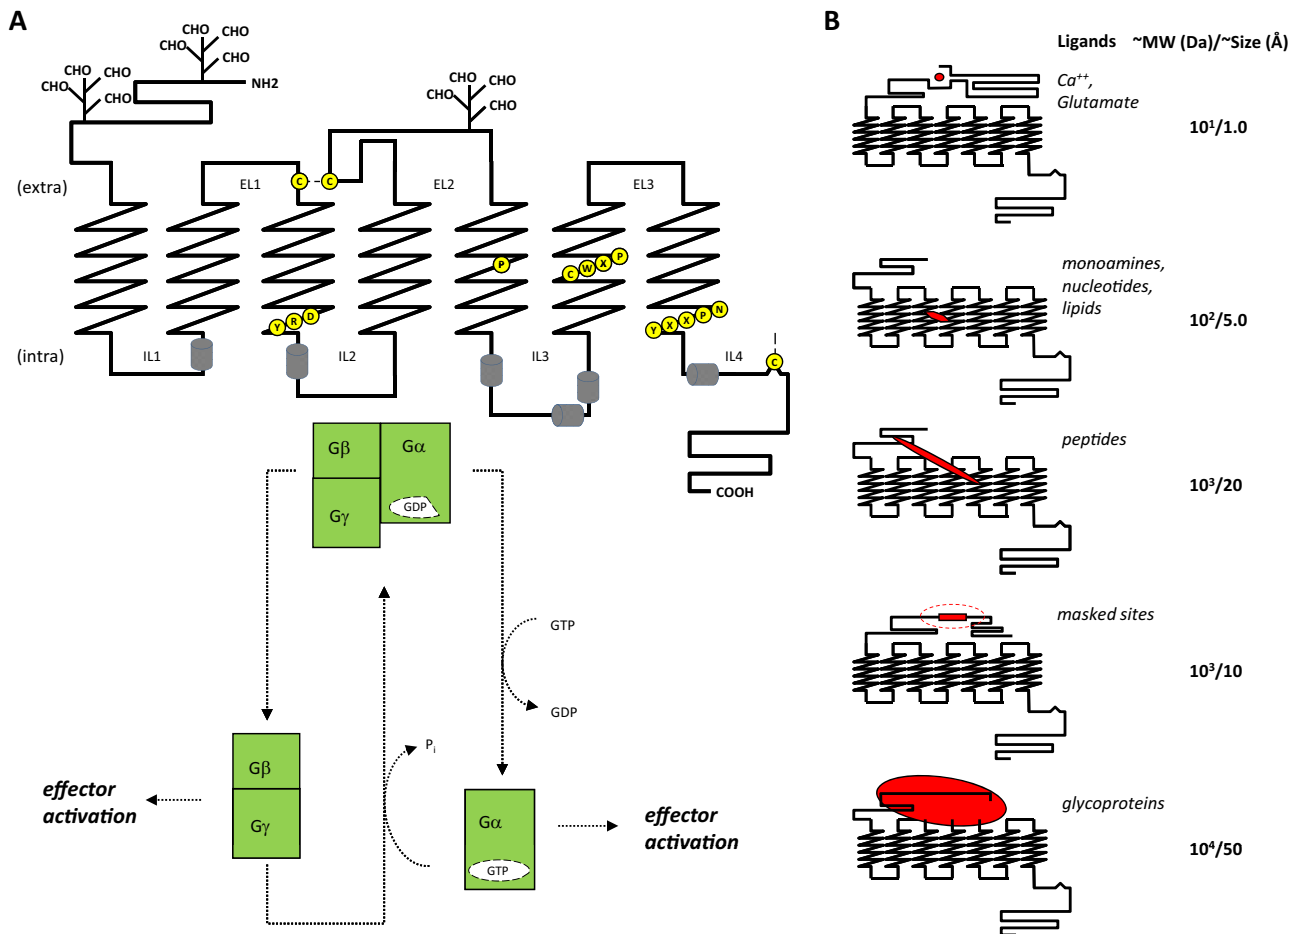 A
CHO
CHO CHO
CHO
CHO CHO
CHO CHO
NH2
CHO
CHO CHO
CHO
(extra)
EL1
C C
EL2
EL3
P
C W X P
Y R D
Y X X P N
(intra)
IL1
IL2
IL3
IL4
C
COOH
Gβ
Gα
Gγ
GDP
GTP
GDP
Pi
Gβ
Gγ
effector
activation
Gα
GTP
effector
activation
B
Ligands ~MW (Da)/~Size (Å)
Ca⁺⁺,
Glutamate
10¹/1.0
monoamines,
nucleotides,
lipids
10²/5.0
peptides
10³/20
masked sites
10³/10
glycoproteins
10⁴/50